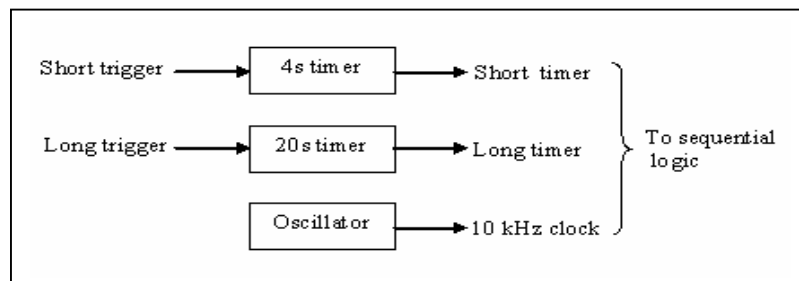 Short trigger
4s timer
Short timer
Long trigger
20s timer
Long timer
To sequential
logic
Oscillator
10 kHz clock